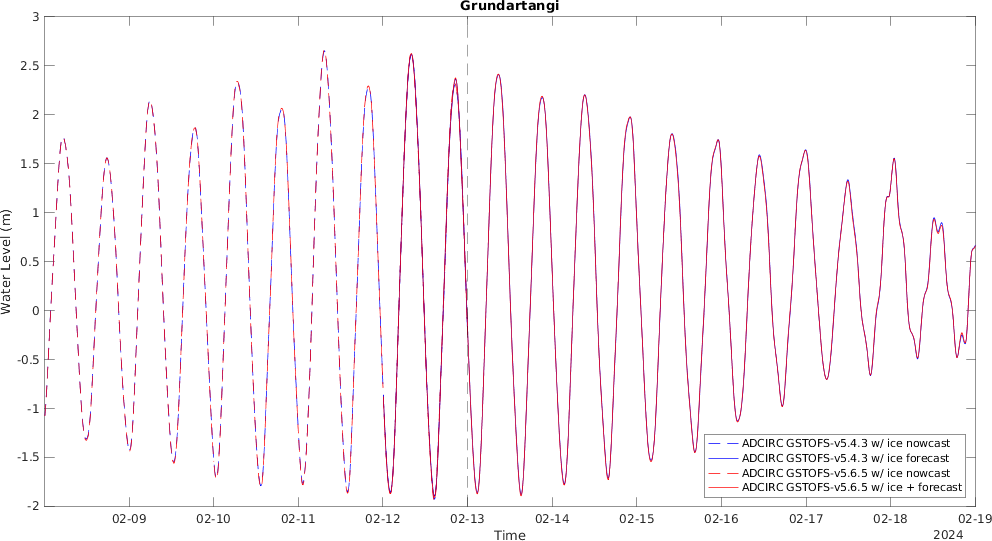 Grundartangi
3
2.5
2
1.5
1
0.5
0
-0.5
-1
-1.5
-2
Water Level (m)
ADCIRC GSTOFS-v5.4.3 w/ ice nowcast
ADCIRC GSTOFS-v5.4.3 w/ ice forecast
ADCIRC GSTOFS-v5.6.5 w/ ice nowcast
ADCIRC GSTOFS-v5.6.5 w/ ice + forecast
02-09 02-10 02-11 02-12 02-13 02-14 02-15 02-16 02-17 02-18 02-19
Time
2024